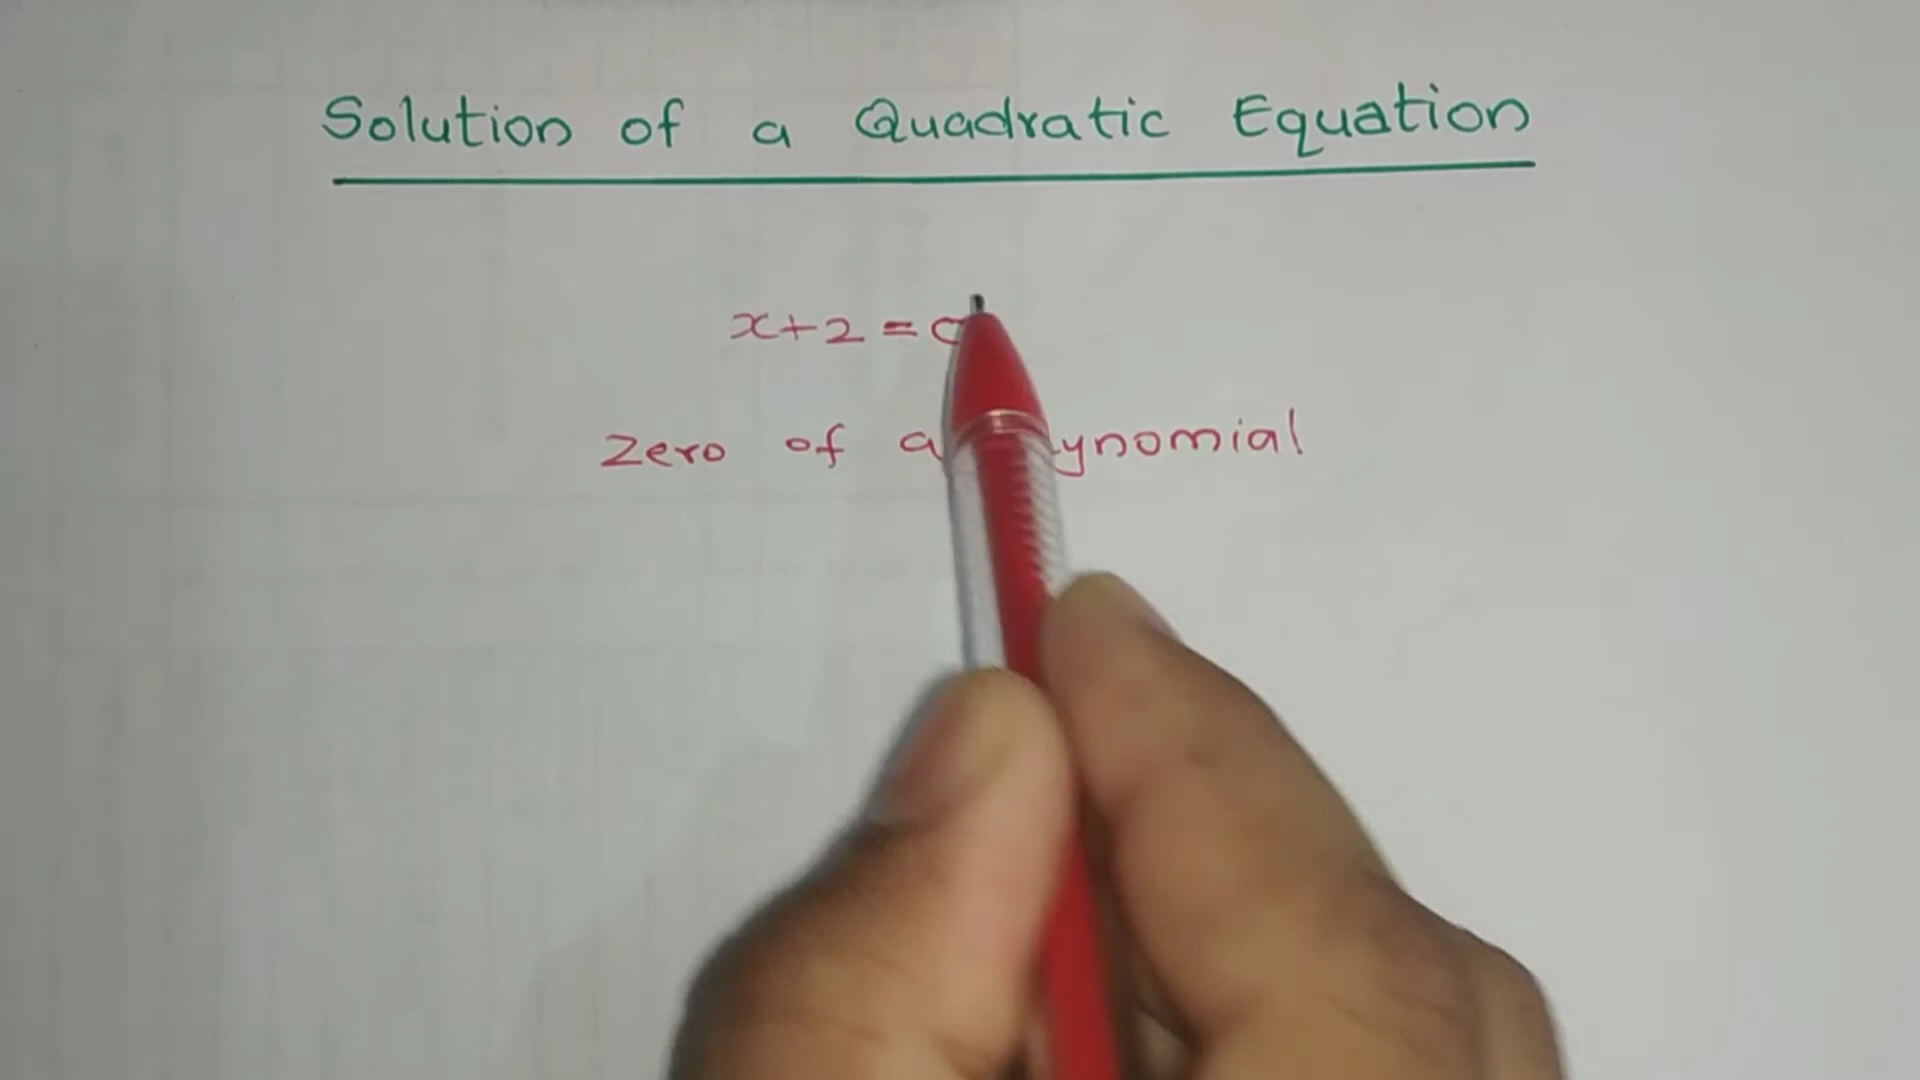 Solution of a Quadratic Equation
x+2 =
zero of a